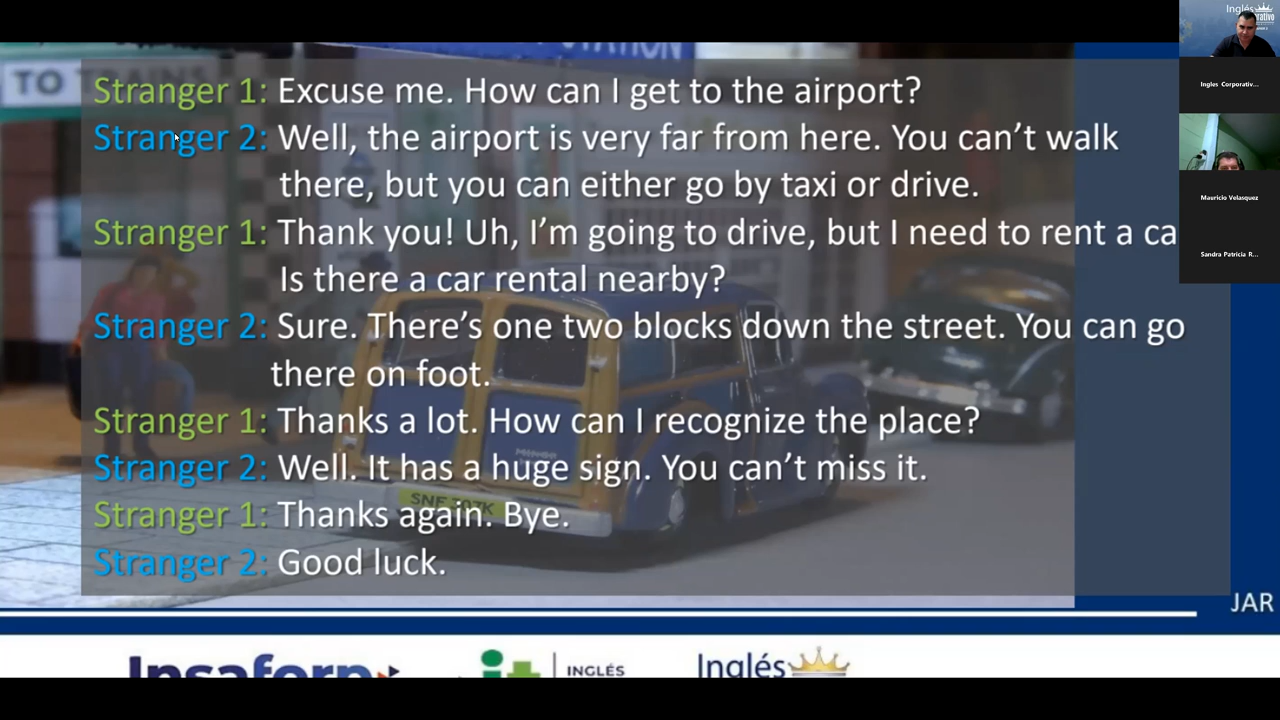 TO TRAINS
STATION
Stranger 1: Excuse me. How can I get to the airport?
Stranger 2: Well, the airport is very far from here. You can't walk
there, but you can either go by taxi or drive.
Stranger 1: Thank you! Uh, I'm going to drive, but I need to rent a ca
Is there a car rental nearby?
Stranger 2: Sure. There's one two blocks down the street. You can go
there on foot.
Stranger 1: Thanks a lot. How can I recognize the place?
Stranger 2: Well. It has a huge sign. You can't miss it.
Stranger 1: Thanks again. Bye.
Stranger 2: Good luck.
JAR
Insaforp
INGLÉS
Inglés
Inglés
Ingles Corporativ...
Mauricio Velasquez
Sandra Patricia R...